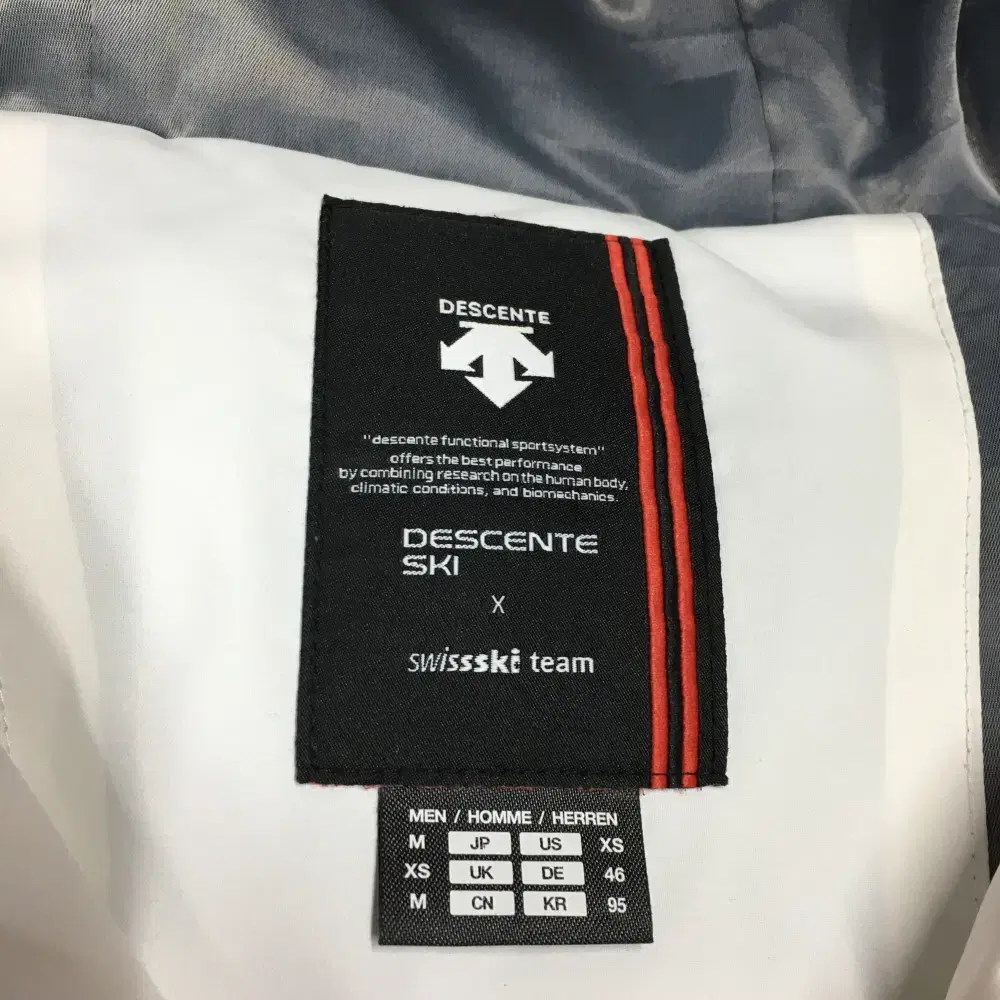 DESCENTE
"descente functional sportsystem"
offers the best performance
by combining research on the human body,
climatic conditions, and biomechanics.
DESCENTE
SKI
X
swissski team
MEN / HOMME / HERREN
M JP US XS
XS UK DE 46
M CN KR 95